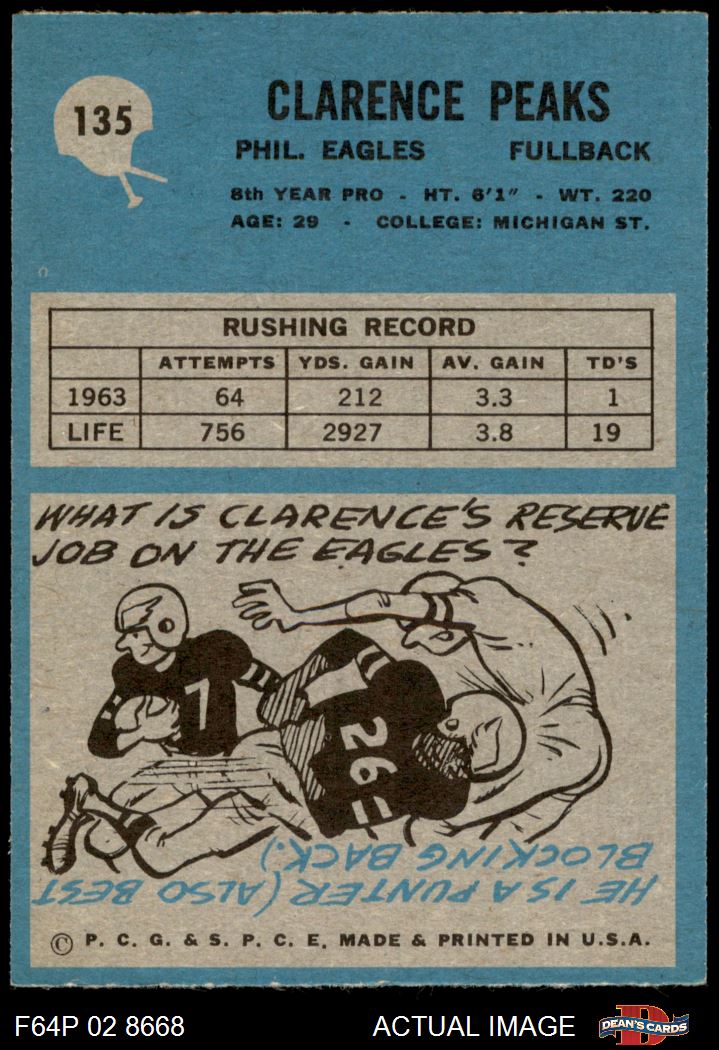 135
CLARENCE PEAKS
PHIL. EAGLES FULLBACK
8th YEAR PRO - HT. 6'1" - WT. 220
AGE: 29 - COLLEGE: MICHIGAN ST.
RUSHING RECORD
ATTEMPTS YDS. GAIN AV. GAIN TD'S
1963 64 212 3.3 1
LIFE 756 2927 3.8 19
WHAT IS CLARENCE'S RESERVE
JOB ON THE EAGLES?
7
26
HE IS A PUNTER (ALSO BEST
BLOCKING BACK.)
© P. C. G. & S. P. C. E. MADE & PRINTED IN U.S.A.
F64P 02 8668 ACTUAL IMAGE
D
DEAN'S CARDS